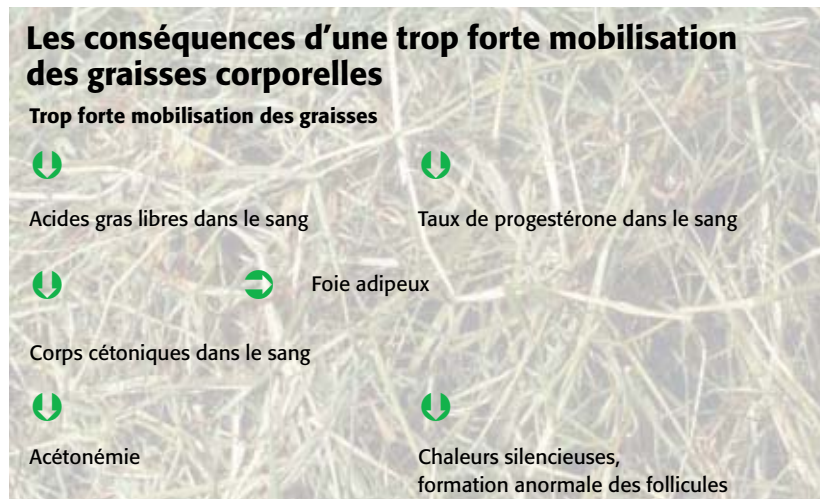 Les conséquences d’une trop forte mobilisation
des graisses corporelles
Trop forte mobilisation des graisses
Acides gras libres dans le sang
Taux de progestérone dans le sang
Foie adipeux
Corps cétoniques dans le sang
Acétonémie
Chaleurs silencieuses,
formation anormale des follicules